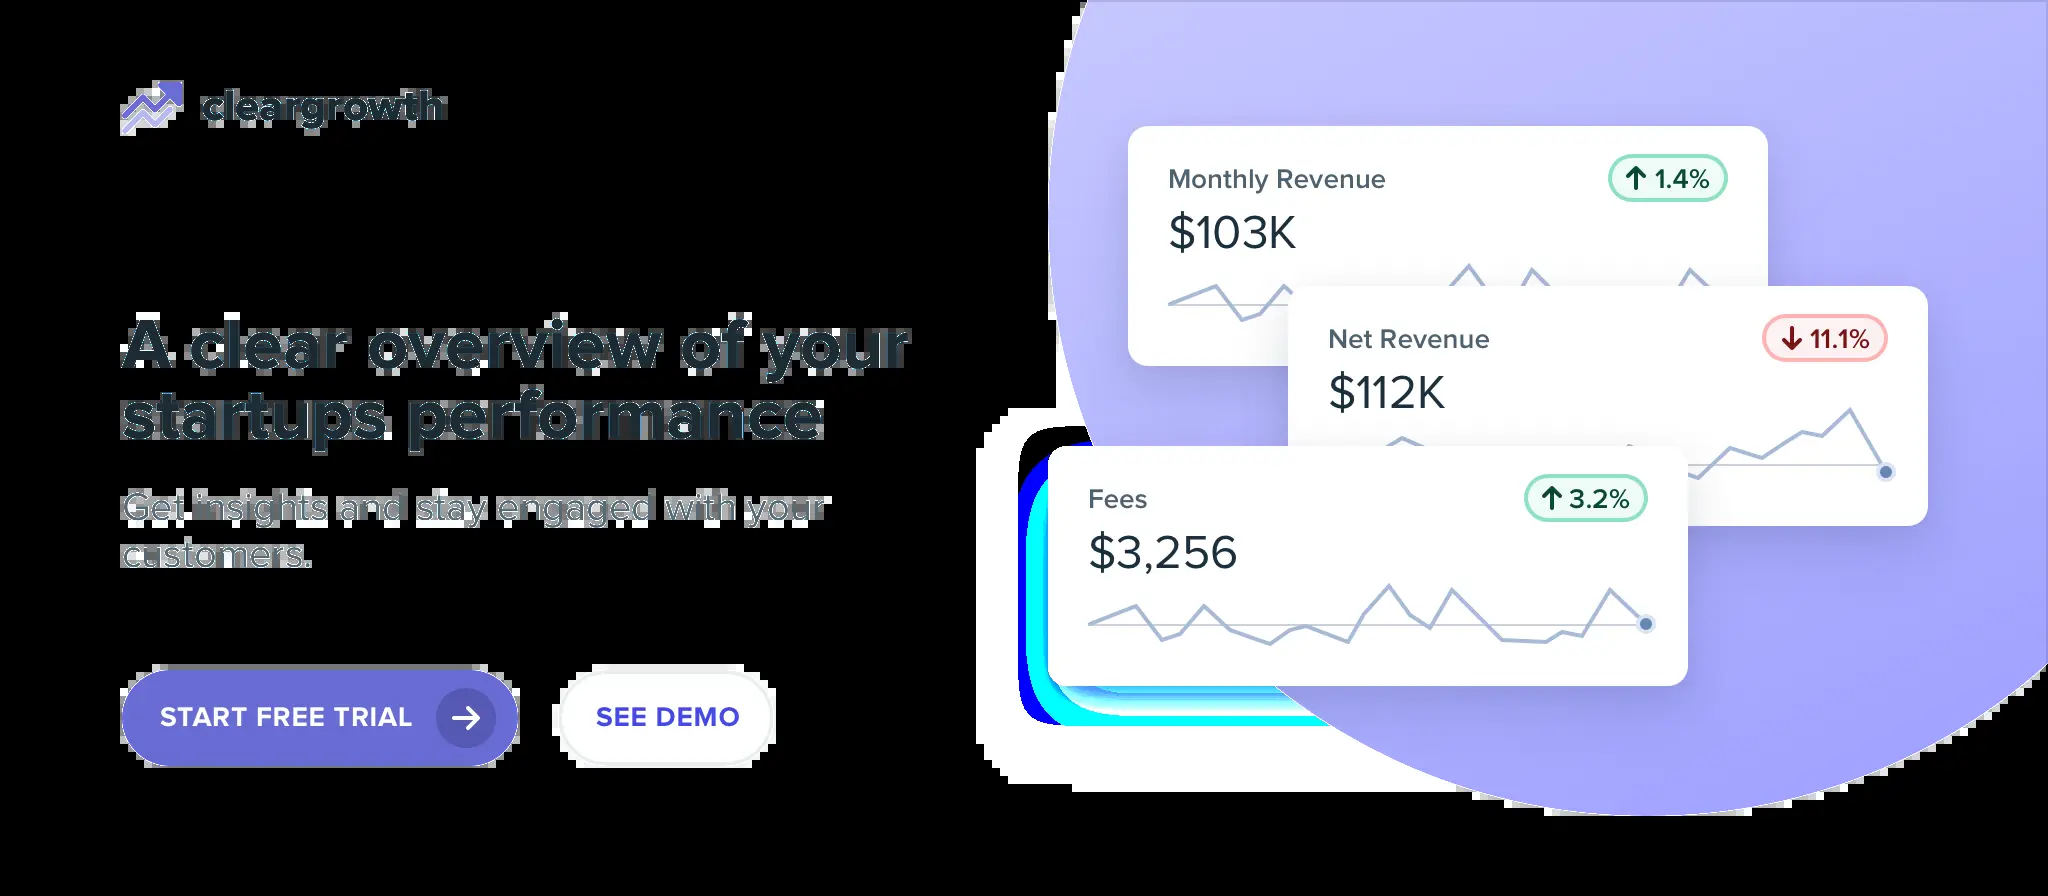 cleargrowth
A clear overview of your
startups performance
Get insights and stay engaged with your
customers.
START FREE TRIAL
SEE DEMO
Monthly Revenue
↑ 1.4%
$103K
Net Revenue
↓ 11.1%
$112K
Fees
↑ 3.2%
$3,256